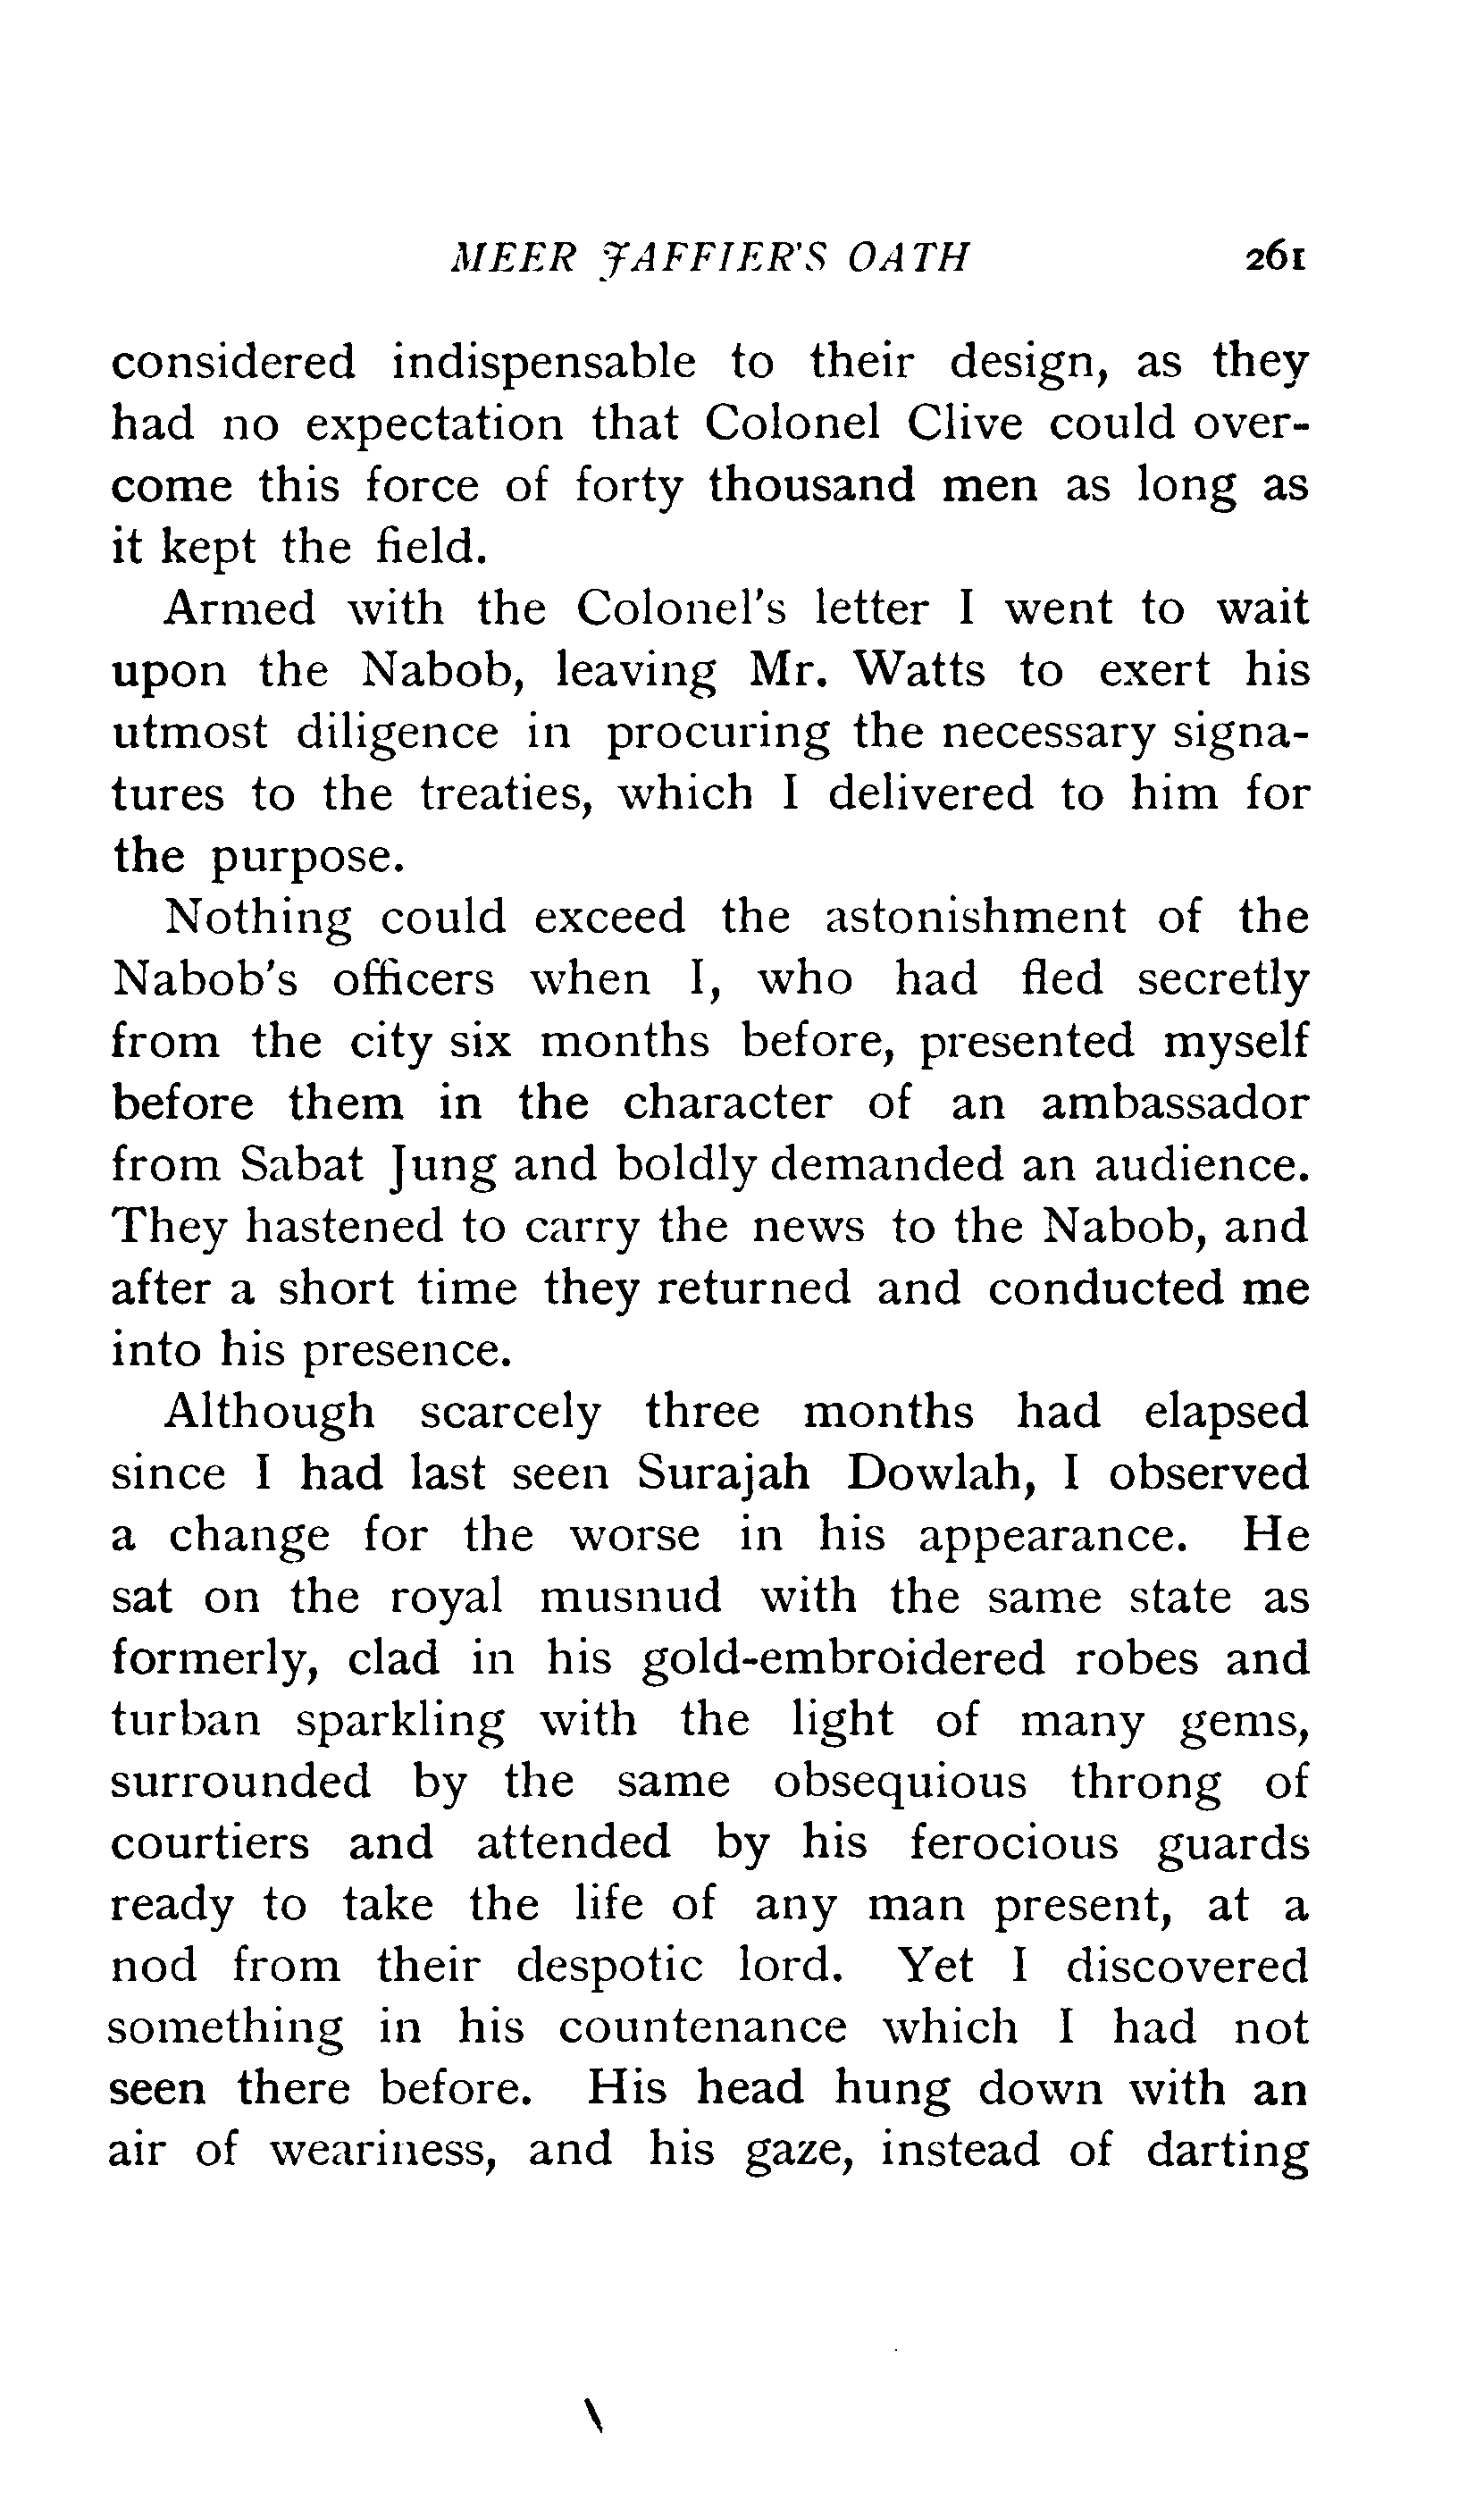 MEER JAFFIER'S OATH 261
considered indispensable to their design, as they
had no expectation that Colonel Clive could over-
come this force of forty thousand men as long as
it kept the field.
Armed with the Colonel's letter I went to wait
upon the Nabob, leaving Mr. Watts to exert his
utmost diligence in procuring the necessary signa-
tures to the treaties, which I delivered to him for
the purpose.
Nothing could exceed the astonishment of the
Nabob's officers when I, who had fled secretly
from the city six months before, presented myself
before them in the character of an ambassador
from Sabat Jung and boldly demanded an audience.
They hastened to carry the news to the Nabob, and
after a short time they returned and conducted me
into his presence.
Although scarcely three months had elapsed
since I had last seen Surajah Dowlah, I observed
a change for the worse in his appearance. He
sat on the royal musnud with the same state as
formerly, clad in his gold-embroidered robes and
turban sparkling with the light of many gems,
surrounded by the same obsequious throng of
courtiers and attended by his ferocious guards
ready to take the life of any man present, at a
nod from their despotic lord. Yet I discovered
something in his countenance which I had not
seen there before. His head hung down with an
air of weariness, and his gaze, instead of darting